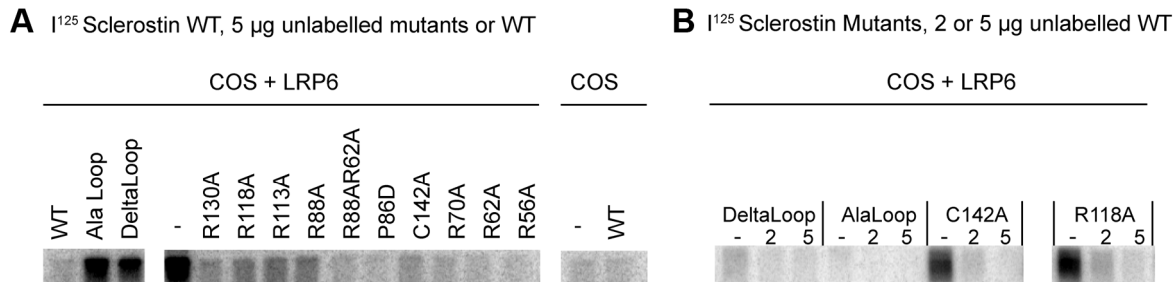 A I¹²⁵ Sclerostin WT, 5 µg unlabelled mutants or WT
COS + LRP6 COS
WT Ala Loop DeltaLoop - R130A R118A R113A R88A R88AR62A P86D C142A R70A R62A R56A - WT
B I¹²⁵ Sclerostin Mutants, 2 or 5 µg unlabelled WT
COS + LRP6
DeltaLoop AlaLoop C142A R118A
- 2 5 - 2 5 - 2 5 - 2 5